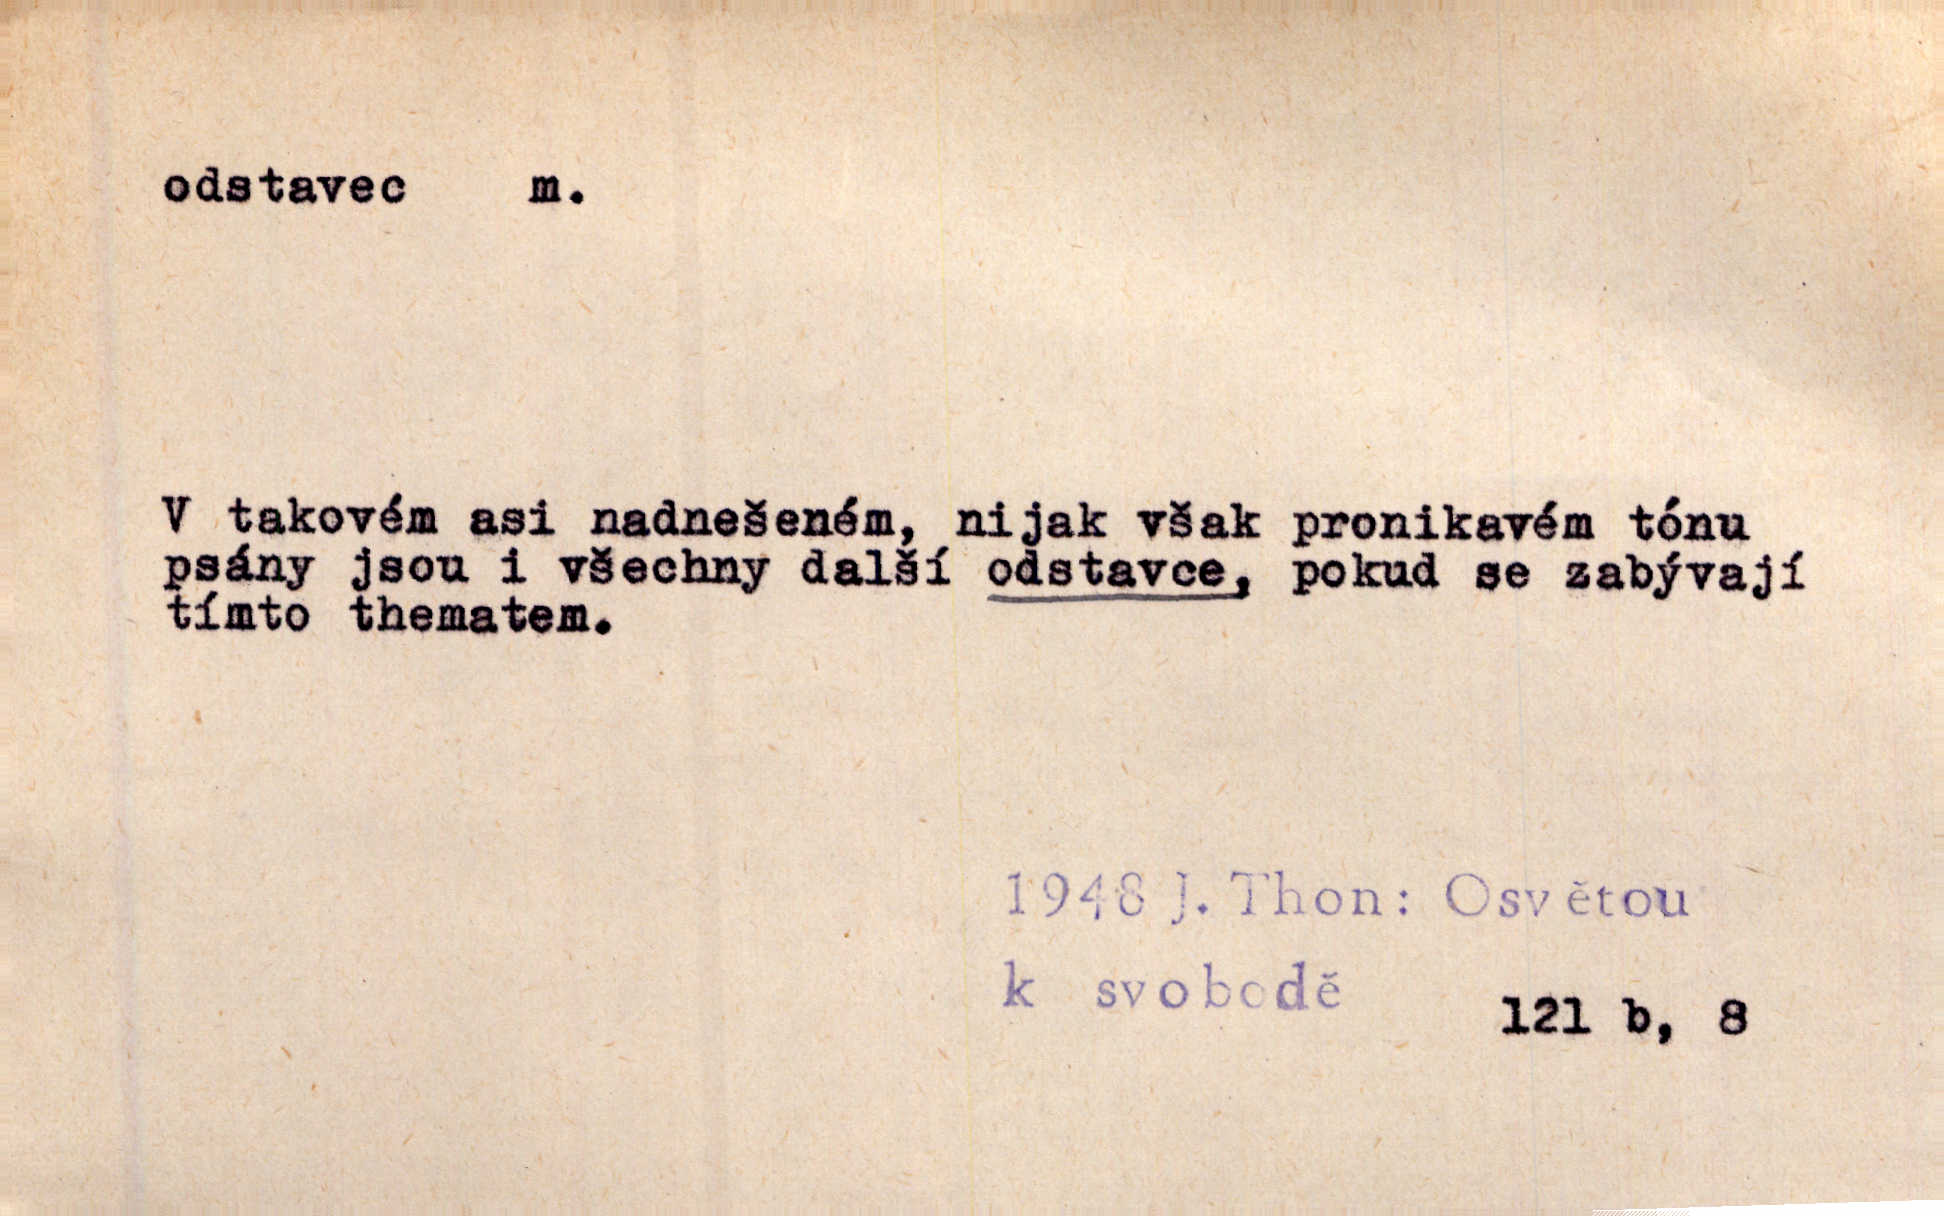 odstavec m.
V takovém asi nadnešeném, nijak však pronikavém tónu
psány jsou i všechny další odstavce, pokud se zabývají
tímto thematem.
1948 J. Thon: Osvětou
k svobodě
121 b, 8